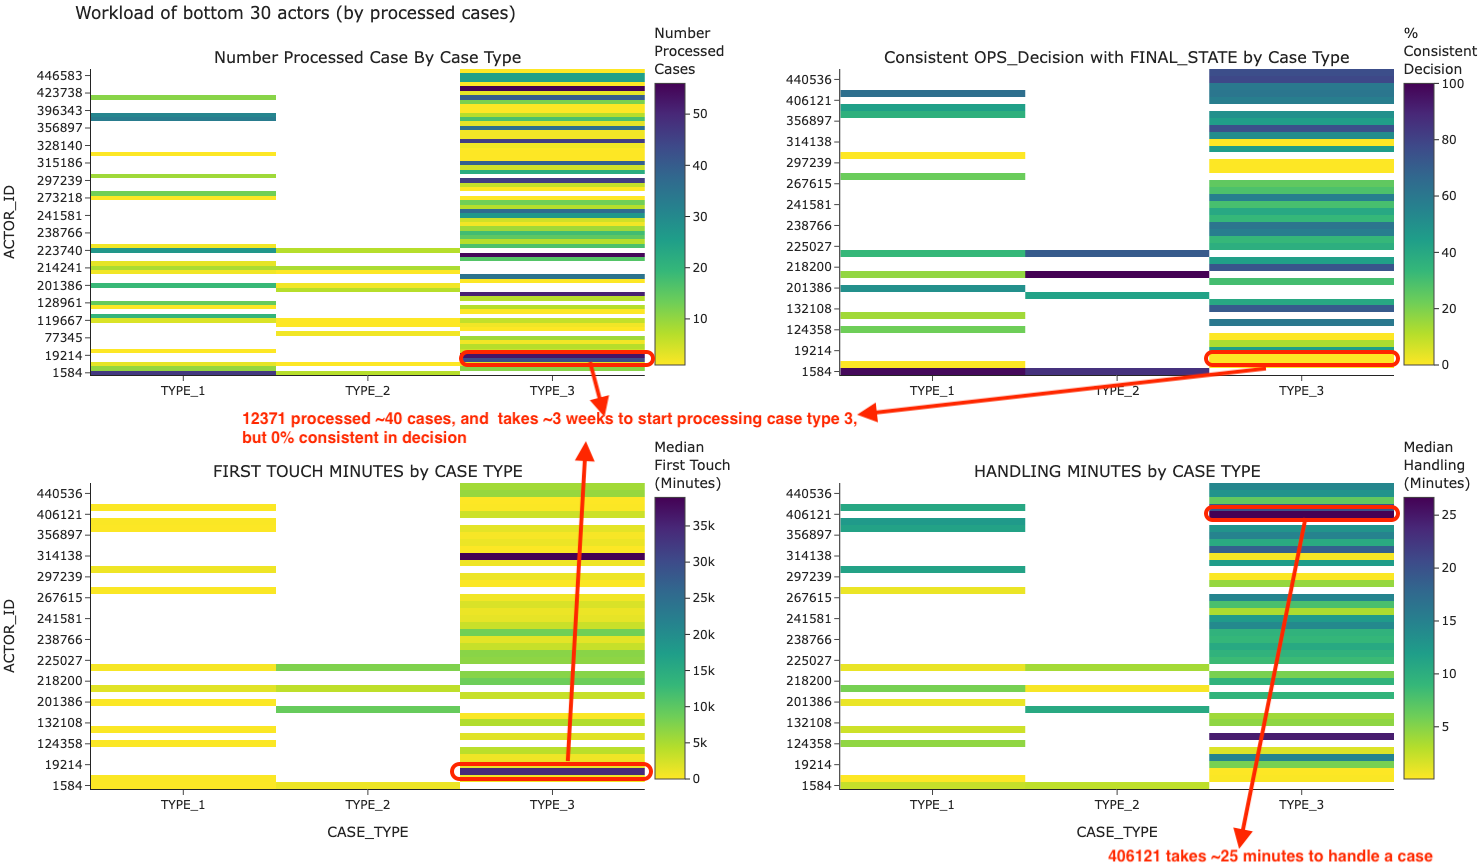 Workload of bottom 30 actors (by processed cases)
Number Processed Case By Case Type
Number
Processed
Cases
446583
423738
396343
356897
328140
315186
297239
273218
241581
238766
223740
214241
201386
128961
119667
77345
19214
1584
ACTOR_ID
TYPE_1
TYPE_2
TYPE_3
50
40
30
20
10
Consistent OPS_Decision with FINAL_STATE by Case Type
%
Consistent
Decision
440536
406121
356897
314138
297239
267615
241581
238766
225027
218200
201386
132108
124358
19214
1584
TYPE_1
TYPE_2
TYPE_3
100
80
60
40
20
0
12371 processed ~40 cases, and takes ~3 weeks to start processing case type 3,
but 0% consistent in decision
FIRST TOUCH MINUTES by CASE TYPE
Median
First Touch
(Minutes)
440536
406121
356897
314138
297239
267615
241581
238766
225027
218200
201386
132108
124358
19214
1584
ACTOR_ID
TYPE_1
TYPE_2
TYPE_3
CASE_TYPE
35k
30k
25k
20k
15k
10k
5k
0
HANDLING MINUTES by CASE TYPE
Median
Handling
(Minutes)
440536
406121
356897
314138
297239
267615
241581
238766
225027
218200
201386
132108
124358
19214
1584
TYPE_1
TYPE_2
TYPE_3
CASE_TYPE
25
20
15
10
5
406121 takes ~25 minutes to handle a case